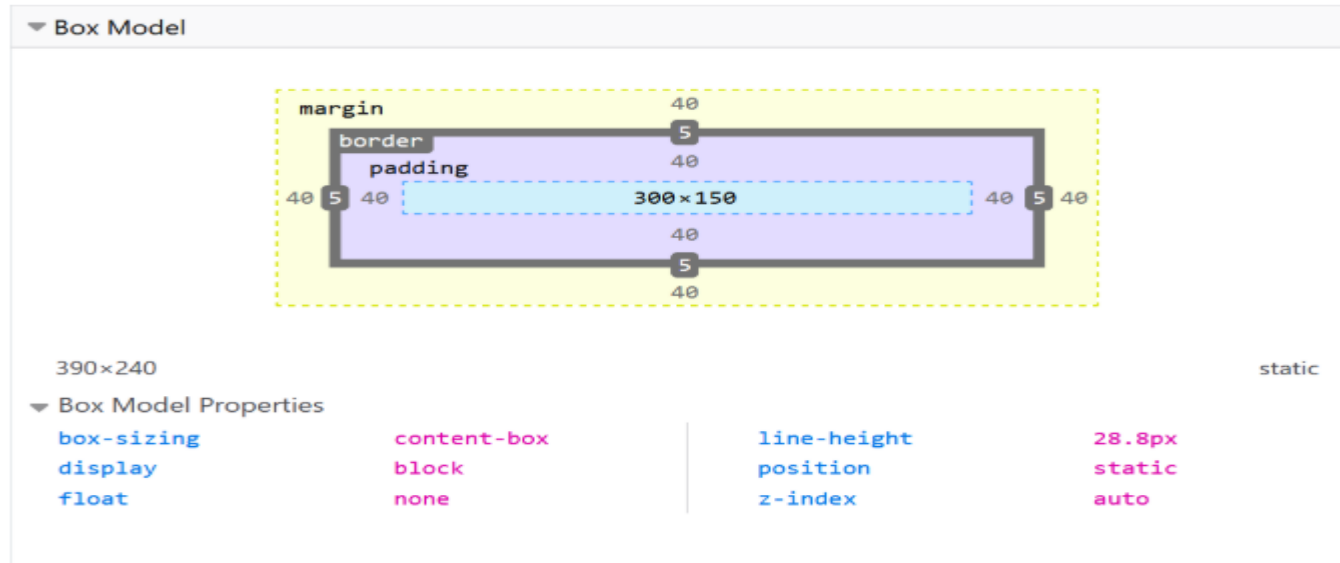 Box Model
margin 40
border 5
padding 40
40 5 40 300×150 40 5 40
40
5
40
390×240 static
Box Model Properties
box-sizing content-box line-height 28.8px
display block position static
float none z-index auto